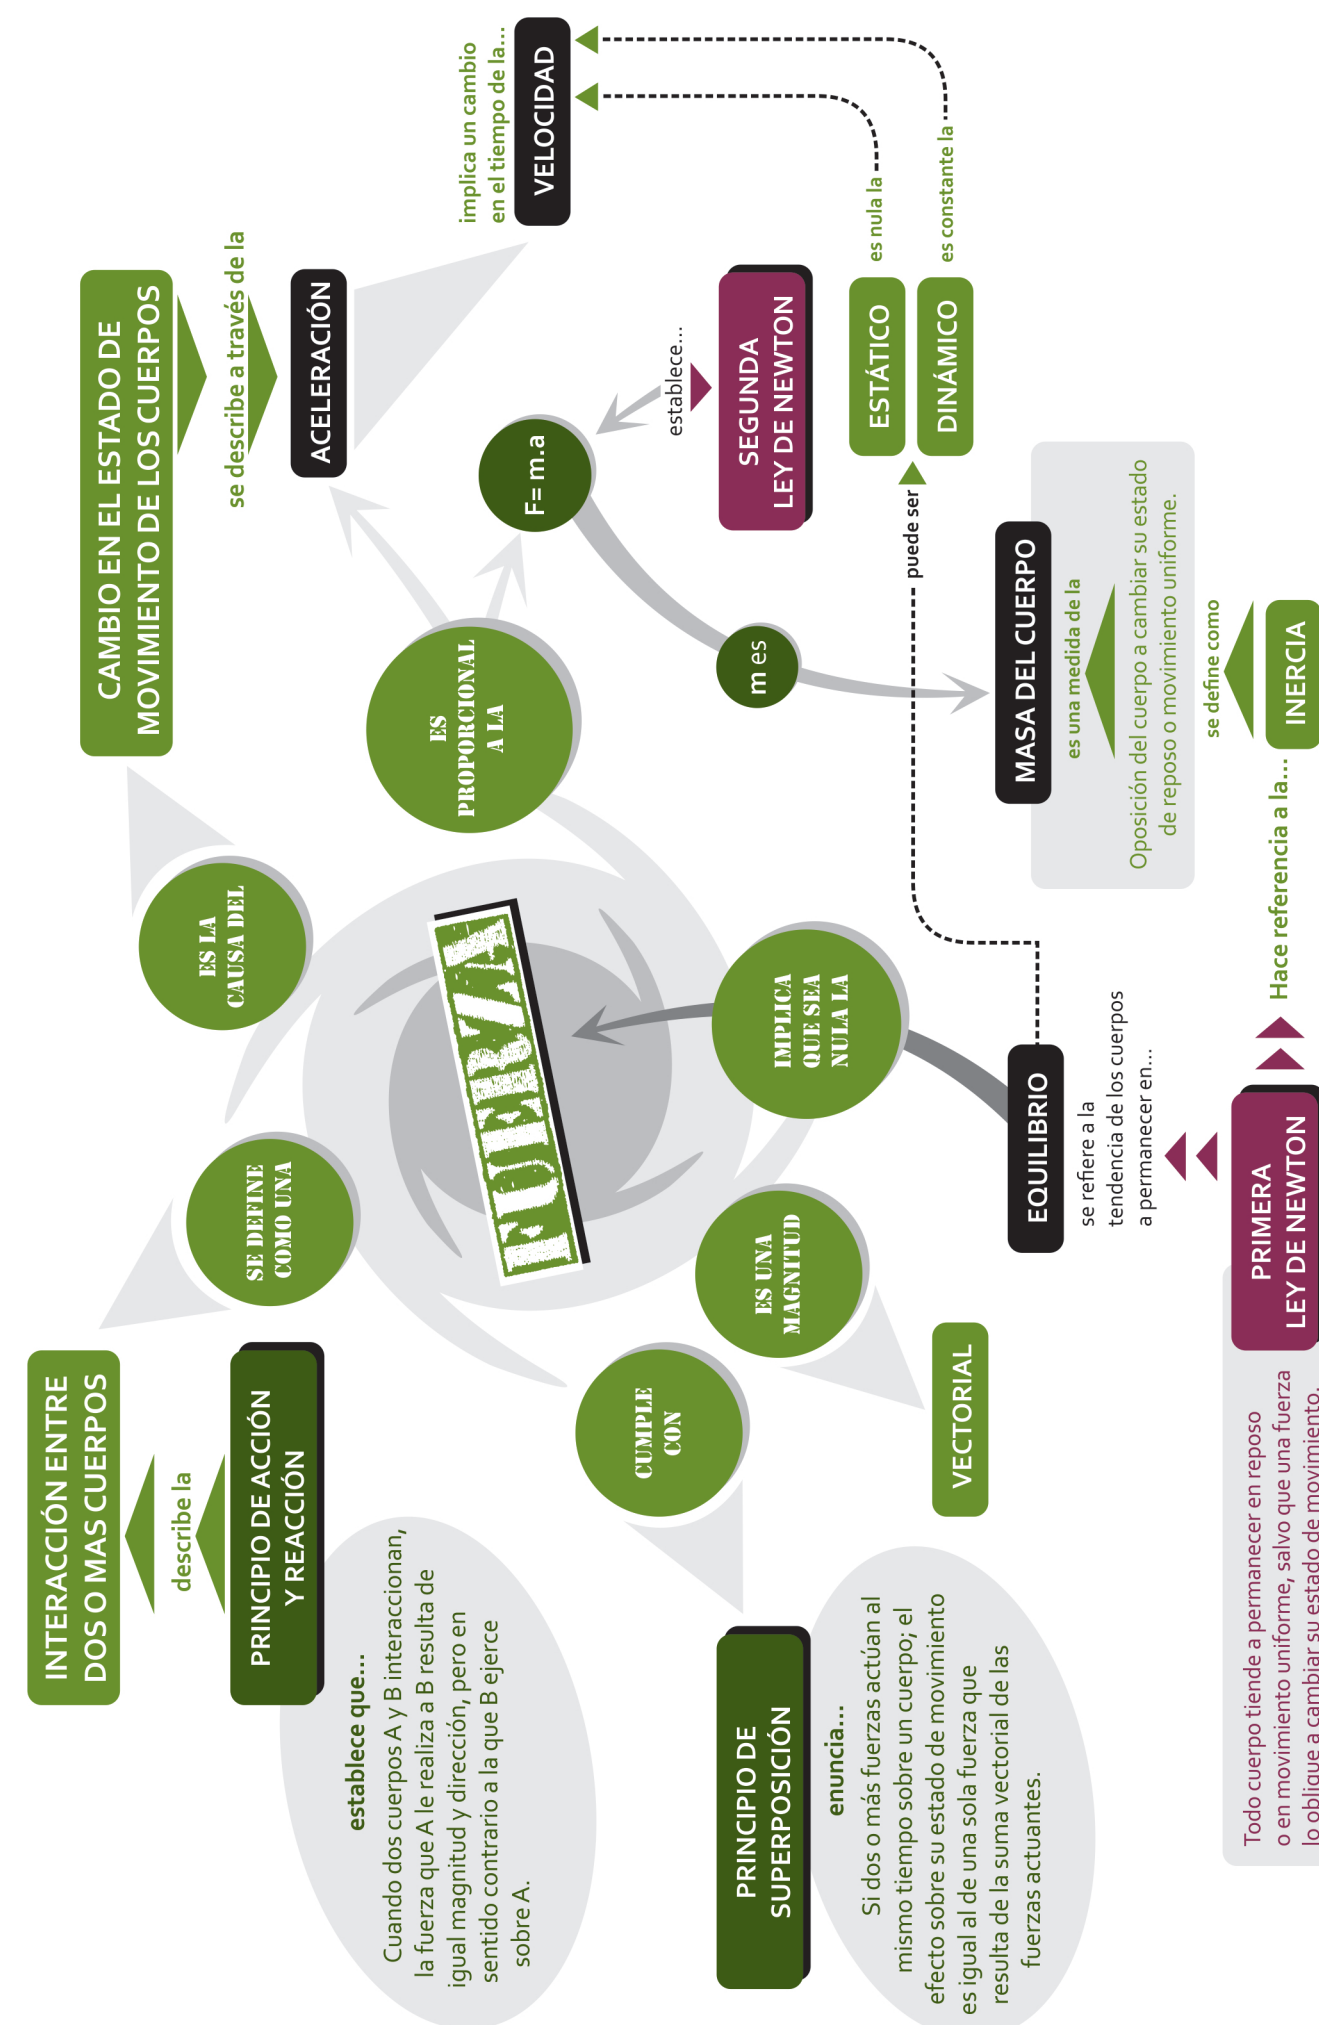 INTERACCIÓN ENTRE
DOS O MAS CUERPOS
describe la
PRINCIPIO DE ACCIÓN
Y REACCIÓN
establece que...
Cuando dos cuerpos A y B interaccionan,
la fuerza que A le realiza a B resulta de
igual magnitud y dirección, pero en
sentido contrario a la que B ejerce
sobre A.
SE DEFINE
COMO UNA
ES LA
CAUSA DEL
CAMBIO EN EL ESTADO DE
MOVIMIENTO DE LOS CUERPOS
se describe a través de la
ACELERACIÓN
implica un cambio
en el tiempo de la...
VELOCIDAD
FUERZA
ES
PROPORCIONAL
A LA
F= m.a
establece...
SEGUNDA
LEY DE NEWTON
m es
MASA DEL CUERPO
es una medida de la
Oposición del cuerpo a cambiar su estado
de reposo o movimiento uniforme.
se define como
INERCIA
CUMPLE
CON
PRINCIPIO DE
SUPERPOSICIÓN
enuncia...
Si dos o más fuerzas actúan al
mismo tiempo sobre un cuerpo; el
efecto sobre su estado de movimiento
es igual al de una sola fuerza que
resulta de la suma vectorial de las
fuerzas actuantes.
ES UNA
MAGNITUD
VECTORIAL
IMPLICA
QUE SEA
NULA LA
EQUILIBRIO
puede ser
ESTÁTICO
es nula la
DINÁMICO
es constante la
se refiere a la
tendencia de los cuerpos
a permanecer en...
PRIMERA
LEY DE NEWTON
Hace referencia a la...
Todo cuerpo tiende a permanecer en reposo
o en movimiento uniforme, salvo que una fuerza
lo oblique a cambiar su estado de movimiento.